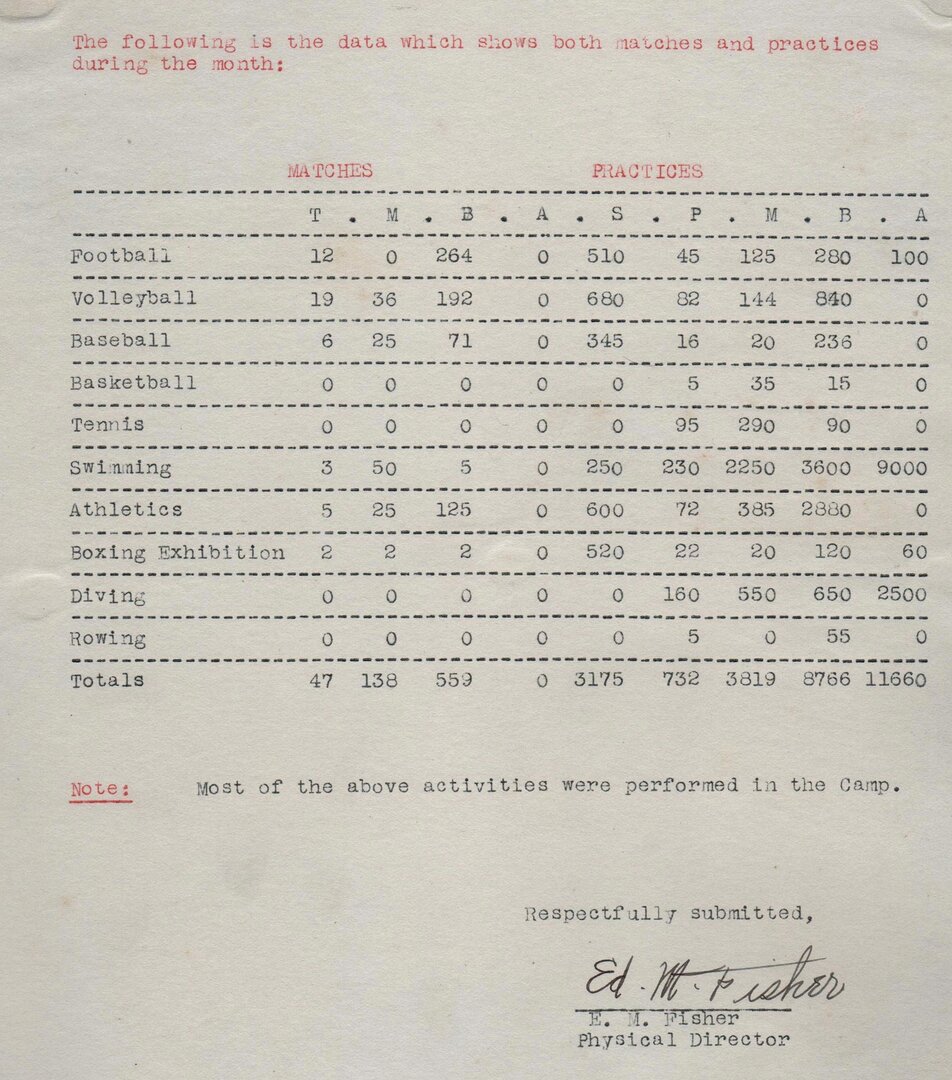 The following is the data which shows both matches and practices
during the month:
MATCHES PRACTICES
T . M . B . A . S . P . M . B . A
Football 12 0 264 0 510 45 125 280 100
Volleyball 19 36 192 0 680 82 144 840 0
Baseball 6 25 71 0 345 16 20 236 0
Basketball 0 0 0 0 0 5 35 15 0
Tennis 0 0 0 0 0 95 290 90 0
Swimming 3 50 5 0 250 230 2250 3600 9000
Athletics 5 25 125 0 600 72 385 2880 0
Boxing Exhibition 2 2 2 0 520 22 20 120 60
Diving 0 0 0 0 0 160 550 650 2500
Rowing 0 0 0 0 0 5 0 55 0
Totals 47 138 559 0 3175 732 3819 8766 11660
Note: Most of the above activities were performed in the Camp.
Respectfully submitted,
Ed. M. Fisher
E. M. Fisher
Physical Director